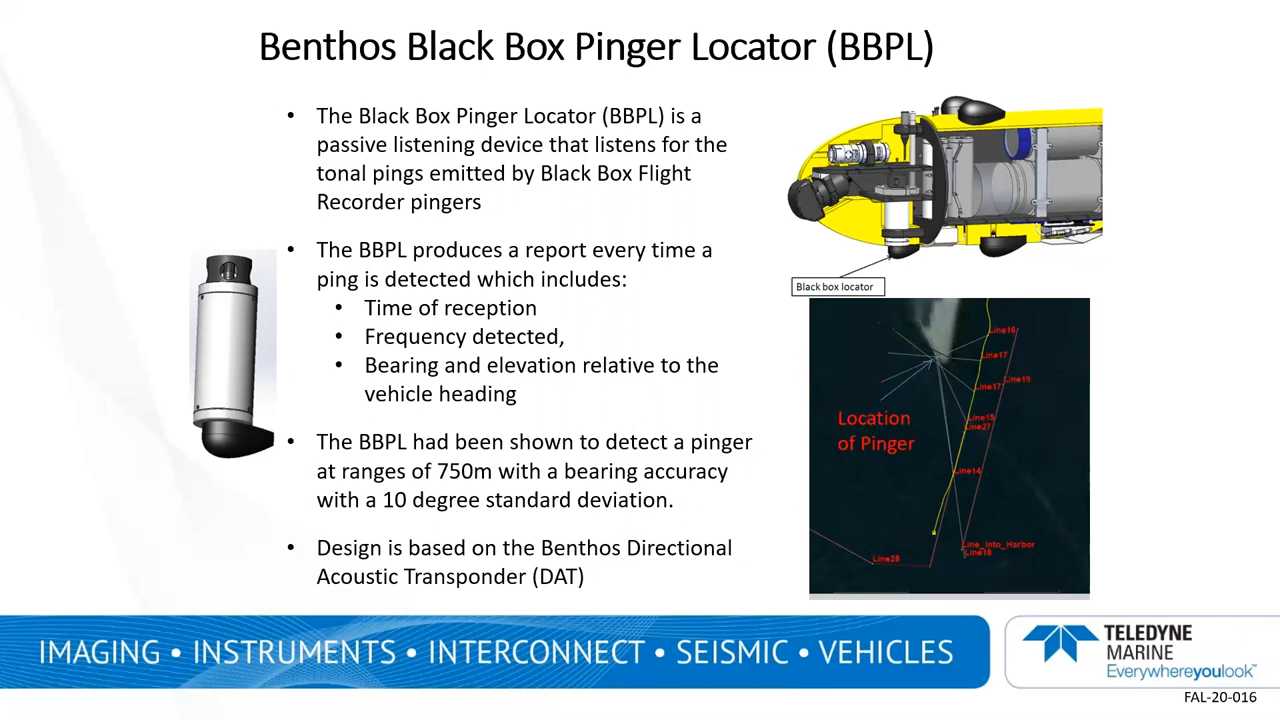 Benthos Black Box Pinger Locator (BBPL)
• The Black Box Pinger Locator (BBPL) is a
passive listening device that listens for the
tonal pings emitted by Black Box Flight
Recorder pingers
• The BBPL produces a report every time a
ping is detected which includes:
• Time of reception
• Frequency detected,
• Bearing and elevation relative to the
vehicle heading
• The BBPL had been shown to detect a pinger
at ranges of 750m with a bearing accuracy
with a 10 degree standard deviation.
• Design is based on the Benthos Directional
Acoustic Transponder (DAT)
Black box locator
Line16
Line17
Line19
Line17
Line15
Line27
Location
of Pinger
Line14
Line_Into_Harbor
Line18
IMAGING • INSTRUMENTS • INTERCONNECT • SEISMIC • VEHICLES
TELEDYNE
MARINE
Everywhereyoulook™
FAL-20-016